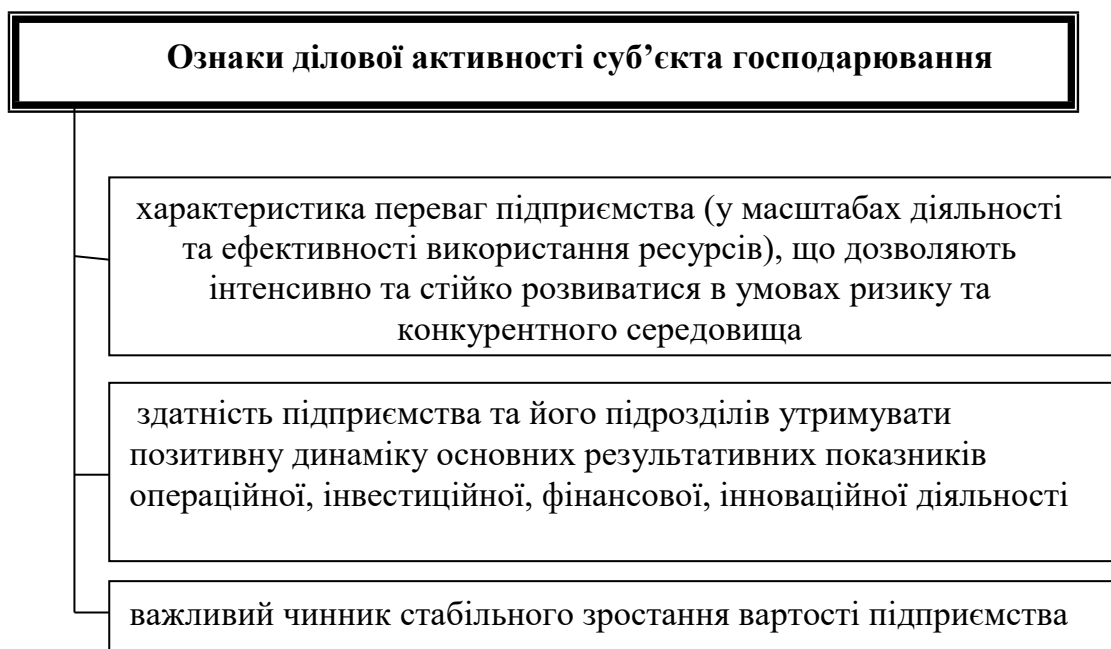 Ознаки ділової активності суб’єкта господарювання
характеристика переваг підприємства (у масштабах діяльності
та ефективності використання ресурсів), що дозволяють
інтенсивно та стійко розвиватися в умовах ризику та
конкурентного середовища
здатність підприємства та його підрозділів утримувати
позитивну динаміку основних результативних показників
операційної, інвестиційної, фінансової, інноваційної діяльності
важливий чинник стабільного зростання вартості підприємства